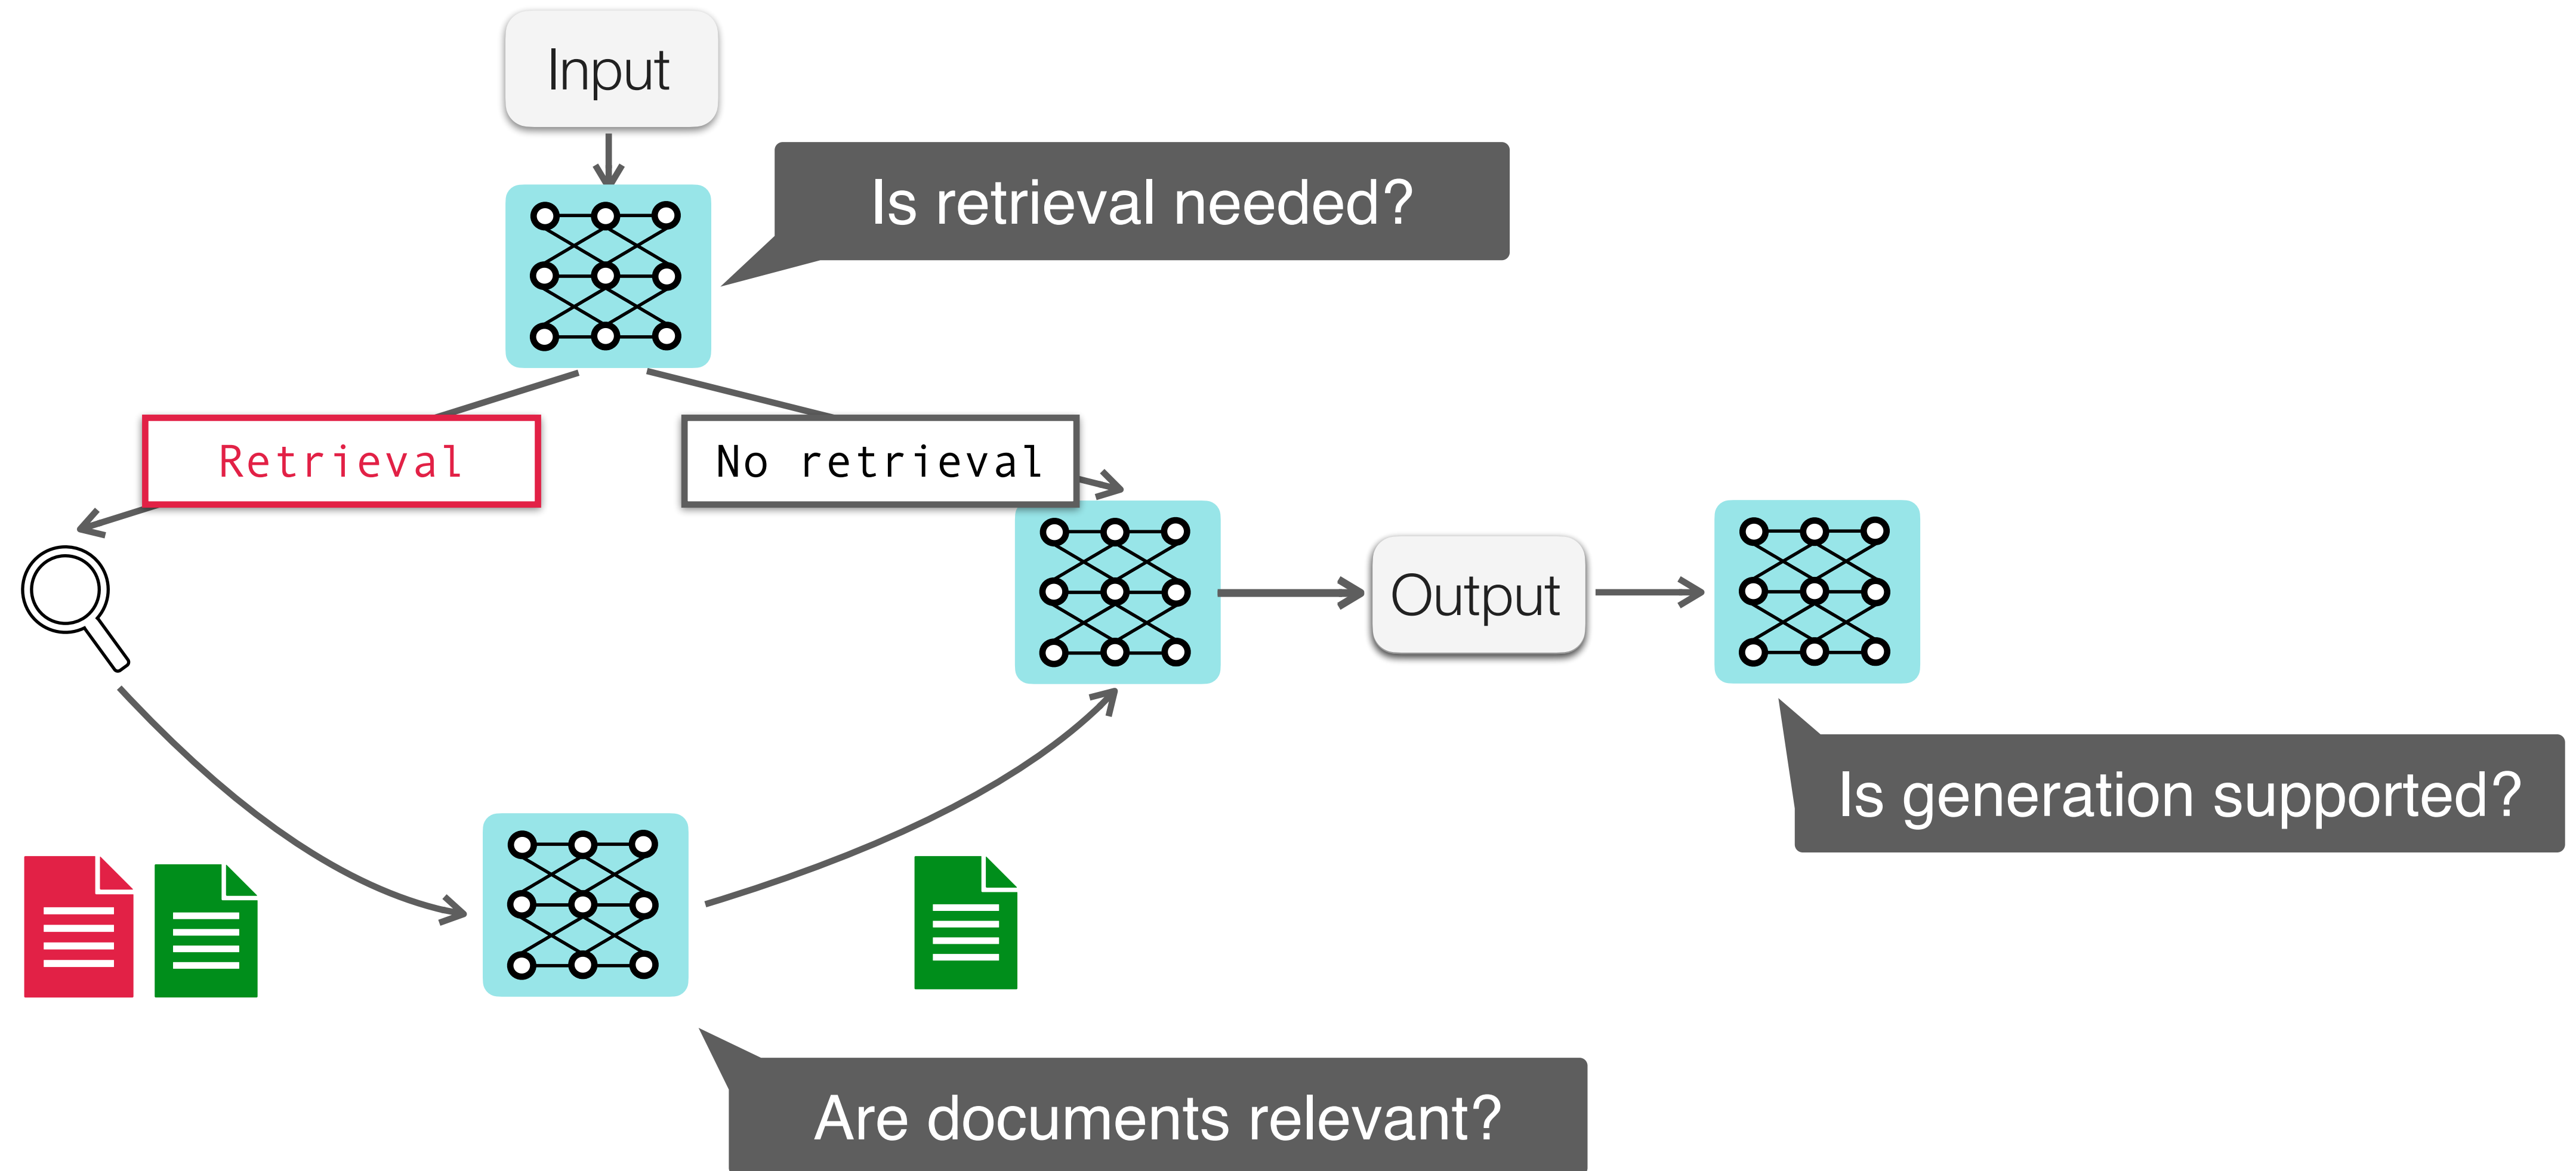 Input
Is retrieval needed?
Retrieval
No retrieval
Output
Is generation supported?
Are documents relevant?